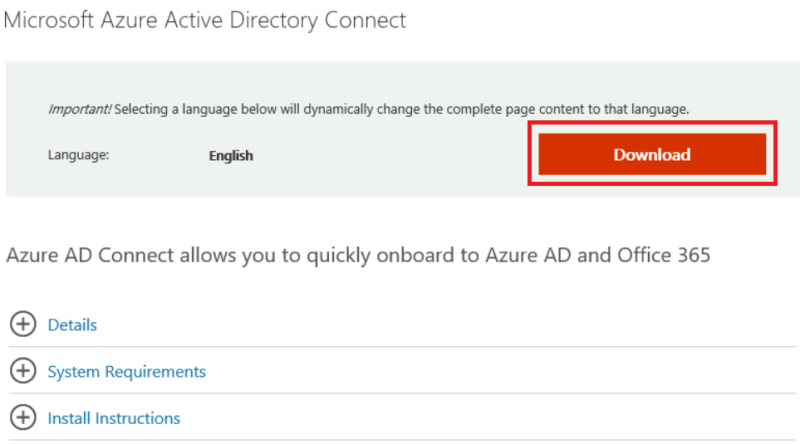 Microsoft Azure Active Directory Connect
Important! Selecting a language below will dynamically change the complete page content to that language.
Language: English Download
Azure AD Connect allows you to quickly onboard to Azure AD and Office 365
Details
System Requirements
Install Instructions